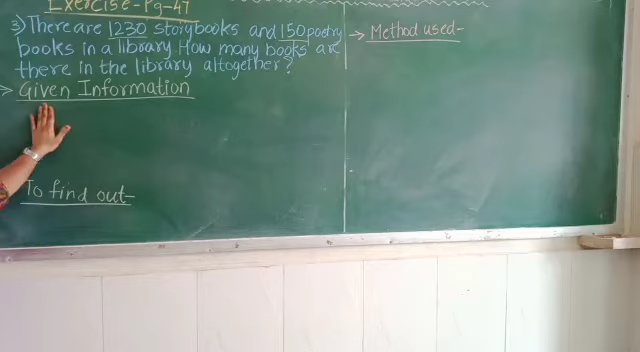 Exercise-Pg-47
3) There are 1230 storybooks and 150 poetry
books in a library. How many books are
there in the library altogether?
→ Given Information
To find out-
→ Method used-